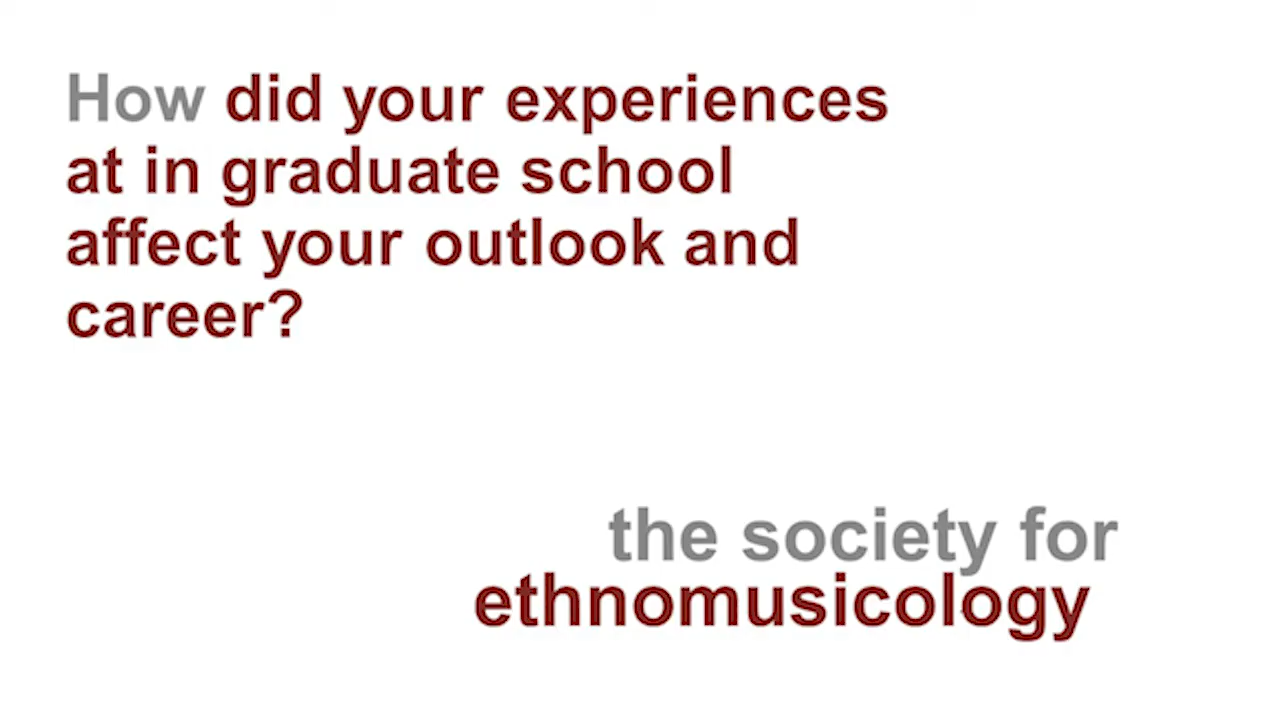 How did your experiences
at in graduate school
affect your outlook and
career?
the society for
ethnomusicology